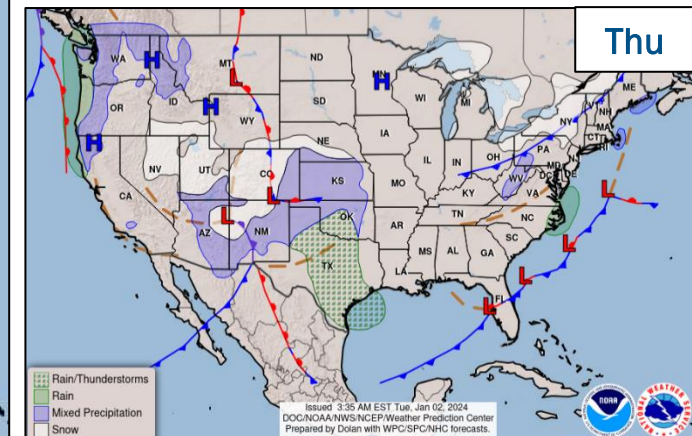 Thu
WA
MT
ND
MN
OR
ID
SD
WI
MI
ME
WY
VT
NH
NY
MA
CT
RI
NE
IA
PA
NV
UT
CO
IL
IN
OH
MD
DE
DC
WV
VA
CA
KS
MO
KY
AZ
NM
OK
AR
TN
NC
TX
LA
MS
AL
GA
SC
FL
H
H
H
H
L
L
L
L
L
L
L
Rain/Thunderstorms
Rain
Mixed Precipitation
Snow
Issued 3:35 AM EST Tue, Jan 02, 2024
DOC/NOAA/NWS/NCEP/Weather Prediction Center
Prepared by Dolan with WPC/SPC/NHC forecasts.
NOAA
NATIONAL WEATHER SERVICE